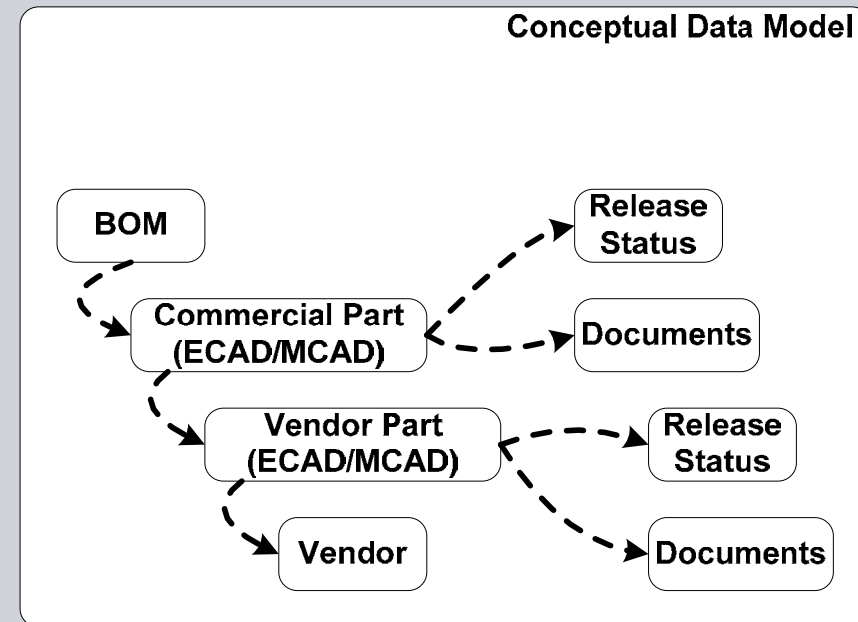 Conceptual Data Model
BOM
Release
Status
Commercial Part
(ECAD/MCAD)
Documents
Vendor Part
(ECAD/MCAD)
Release
Status
Vendor
Documents